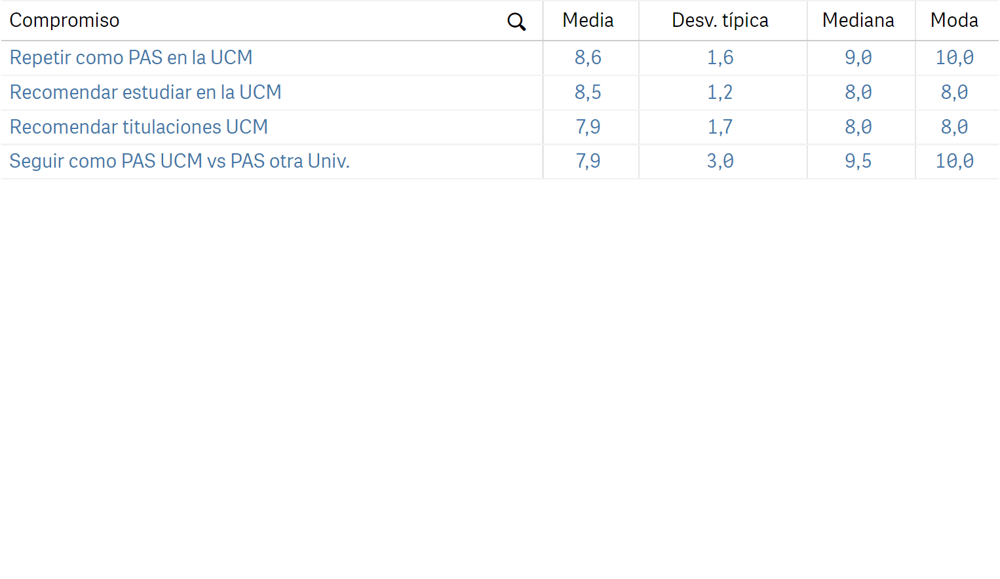 Compromiso Media Desv. típica Mediana Moda
Repetir como PAS en la UCM 8,6 1,6 9,0 10,0
Recomendar estudiar en la UCM 8,5 1,2 8,0 8,0
Recomendar titulaciones UCM 7,9 1,7 8,0 8,0
Seguir como PAS UCM vs PAS otra Univ. 7,9 3,0 9,5 10,0